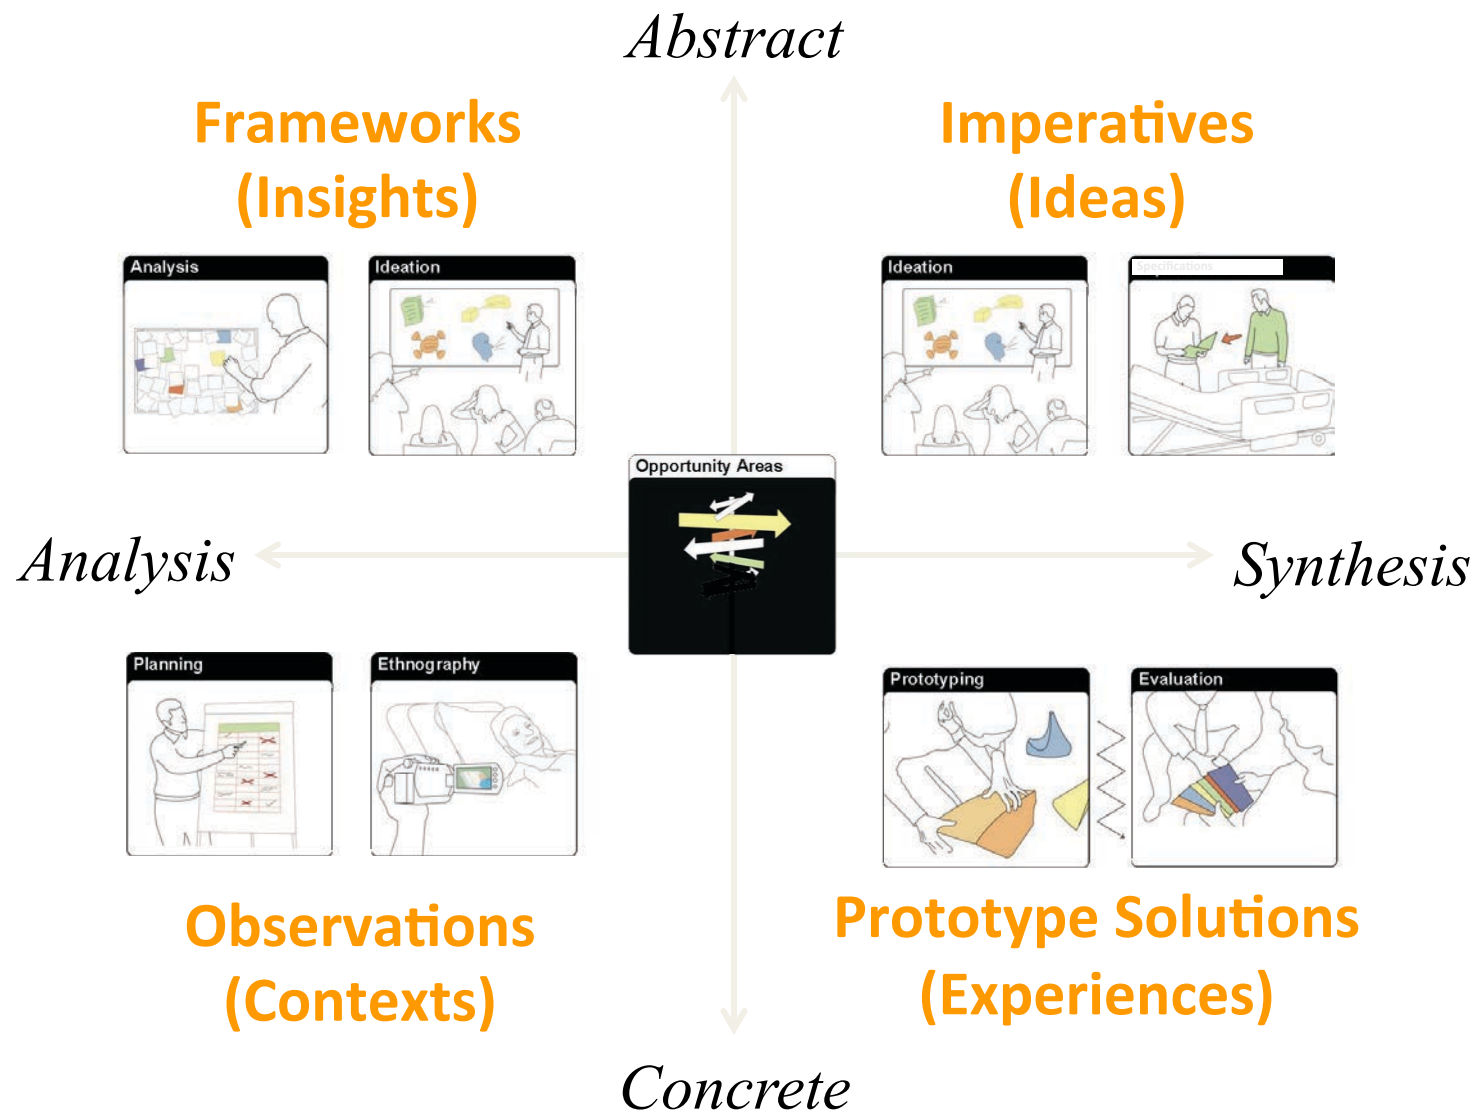 Abstract
Frameworks
(Insights)
Imperatives
(Ideas)
Analysis
Ideation
Ideation
Specifications
Opportunity Areas
Analysis
Synthesis
Planning
Ethnography
Prototyping
Evaluation
Observations
(Contexts)
Prototype Solutions
(Experiences)
Concrete